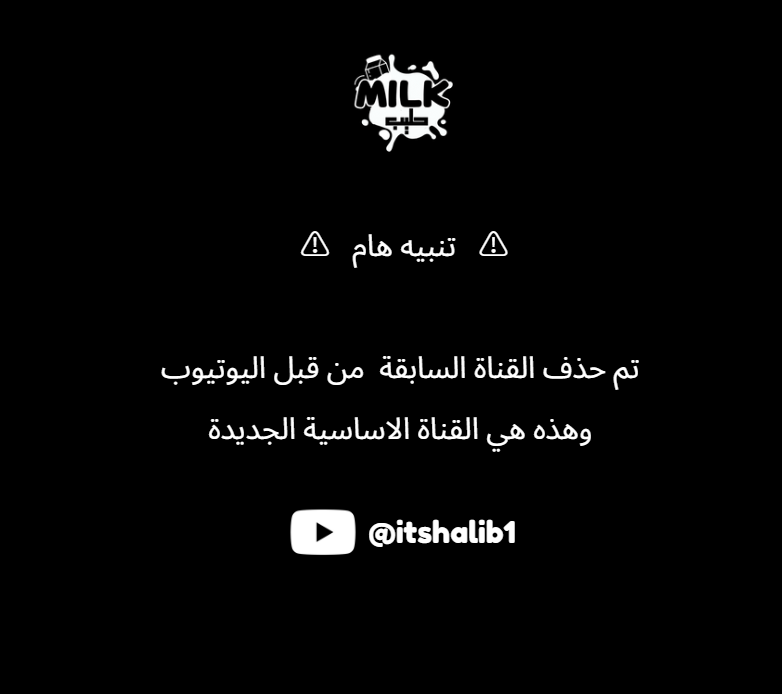 MILK
حليب
⚠ تنبيه هام ⚠
تم حذف القناة السابقة من قبل اليوتيوب
وهذه هي القناة الاساسية الجديدة
@itshalib1